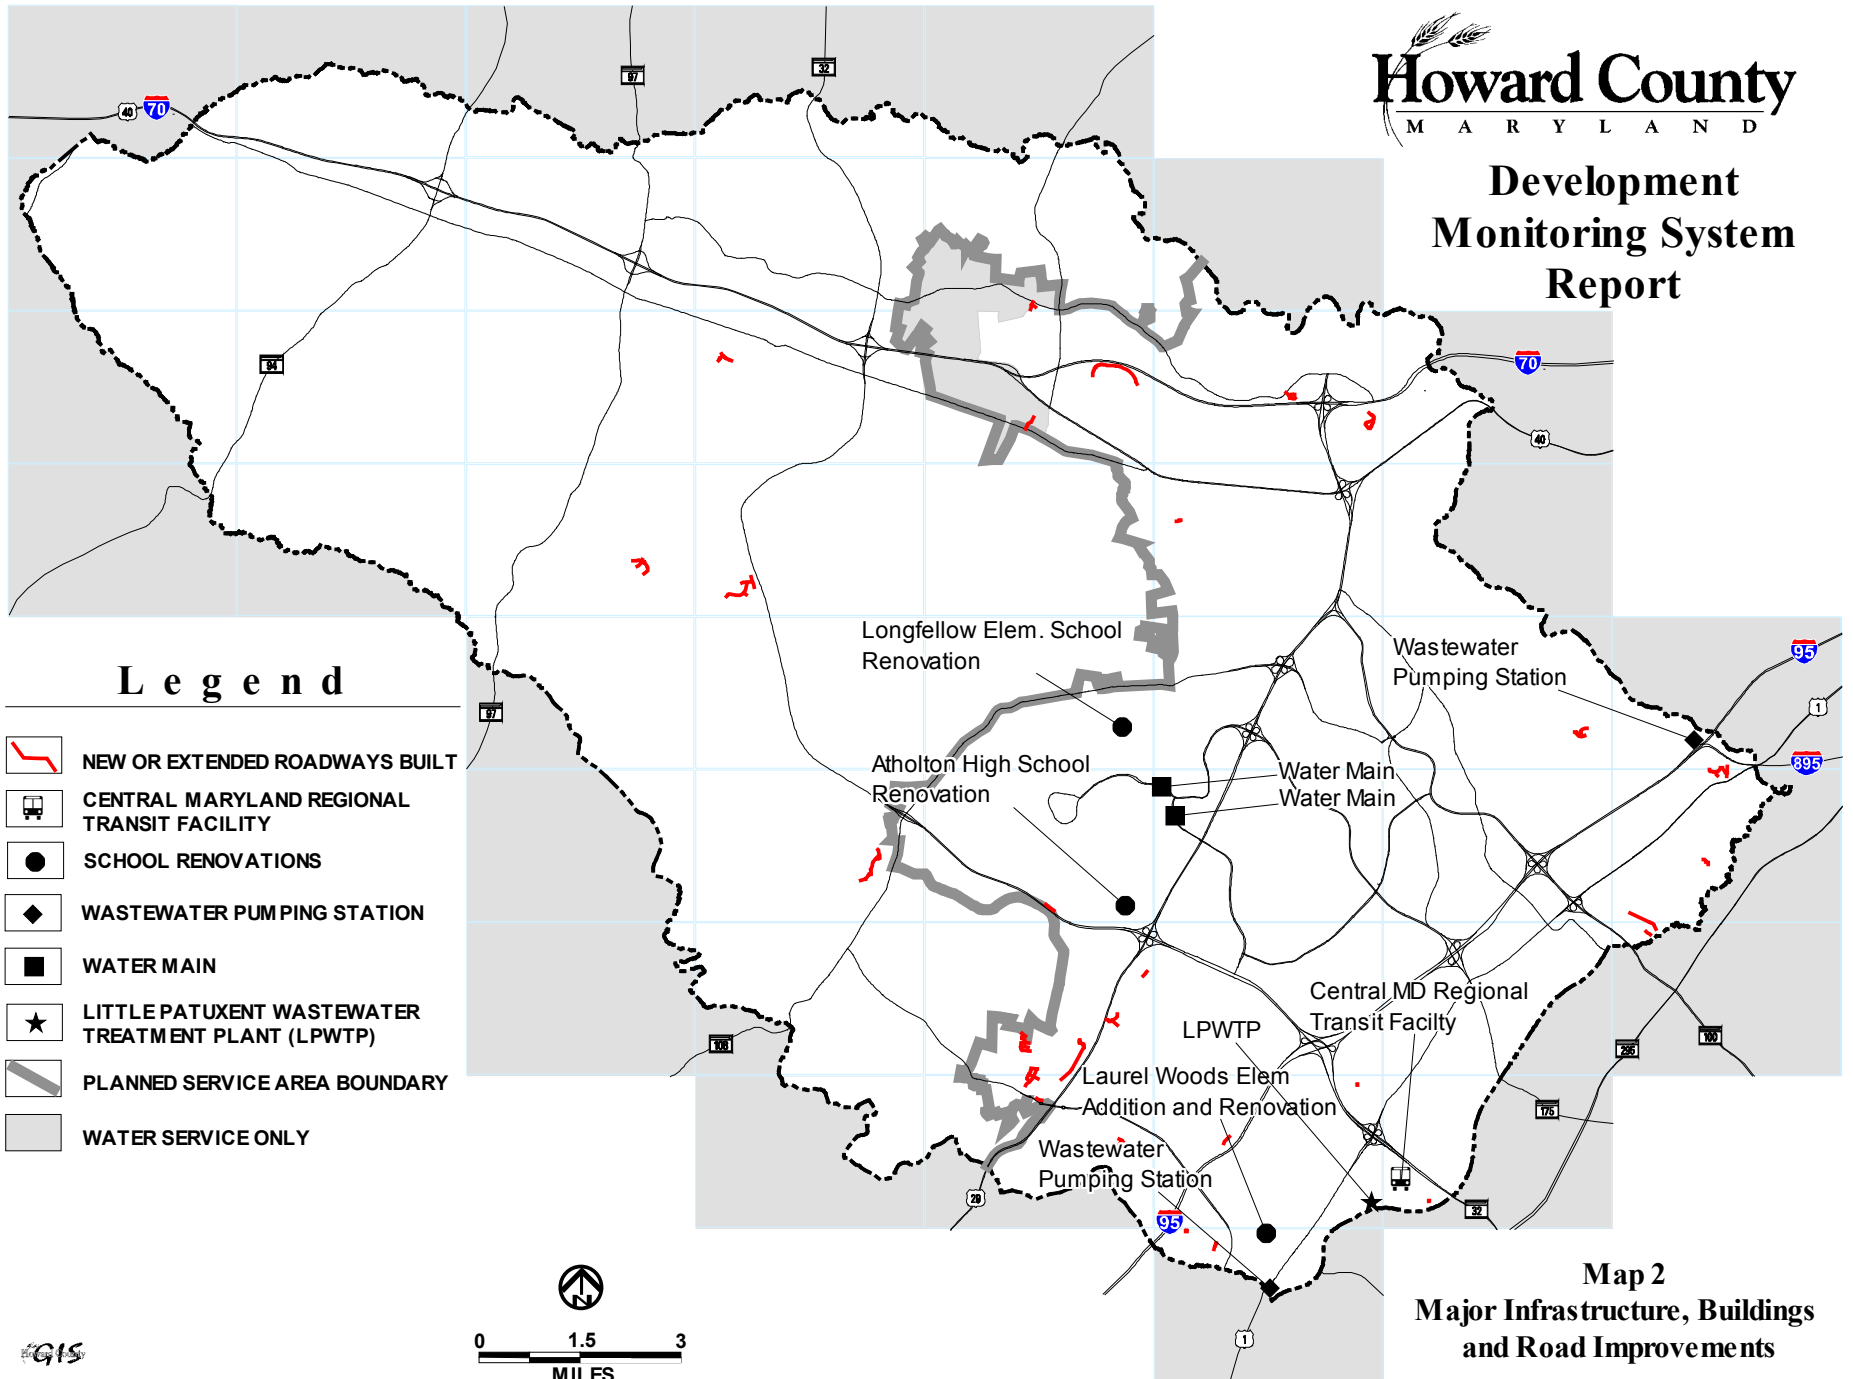 Howard County
MARYLAND
Development
Monitoring System
Report
40
70
97
32
94
70
40
Longfellow Elem. School
Renovation
Wastewater
Pumping Station
95
1
895
Legend
97
NEW OR EXTENDED ROADWAYS BUILT
CENTRAL MARYLAND REGIONAL
TRANSIT FACILITY
SCHOOL RENOVATIONS
WASTEWATER PUMPING STATION
WATER MAIN
LITTLE PATUXENT WASTEWATER
TREATMENT PLANT (LPWTP)
PLANNED SERVICE AREA BOUNDARY
WATER SERVICE ONLY
Atholton High School
Renovation
Water Main
Water Main
Central MD Regional
Transit Facilty
LPWTP
108
295
100
175
Laurel Woods Elem
Addition and Renovation
Wastewater
Pumping Station
29
95
32
1
N
0 1.5 3
MILES
GIS
Howard County
Map 2
Major Infrastructure, Buildings
and Road Improvements